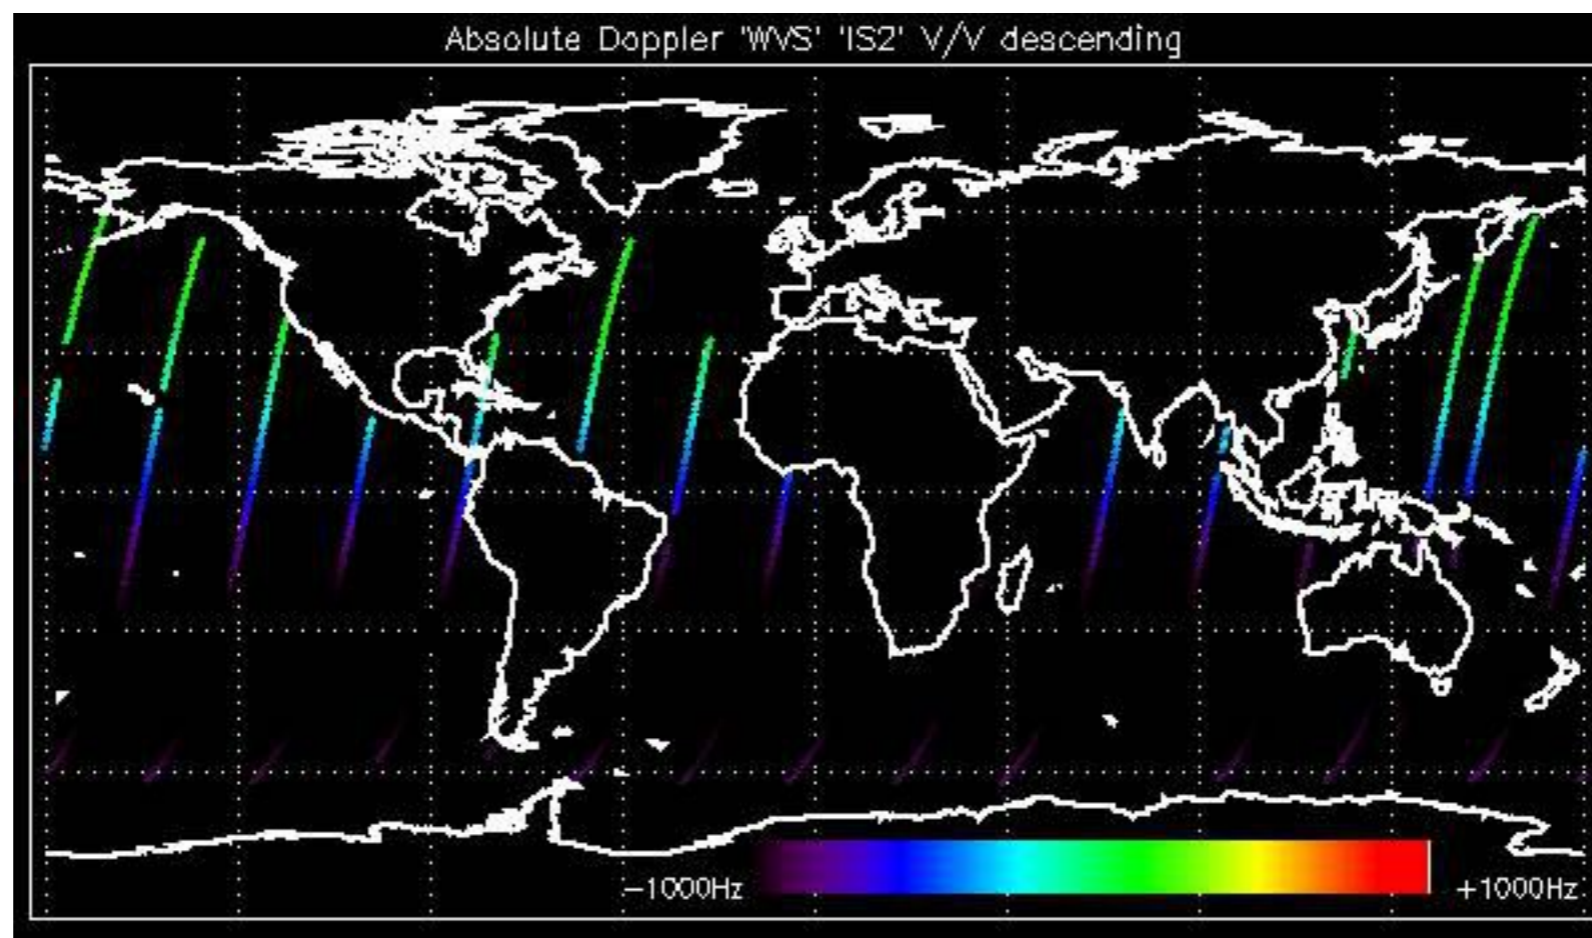 Absolute Doppler 'WVS' 'IS2' V/V descending
-1000Hz
+1000Hz